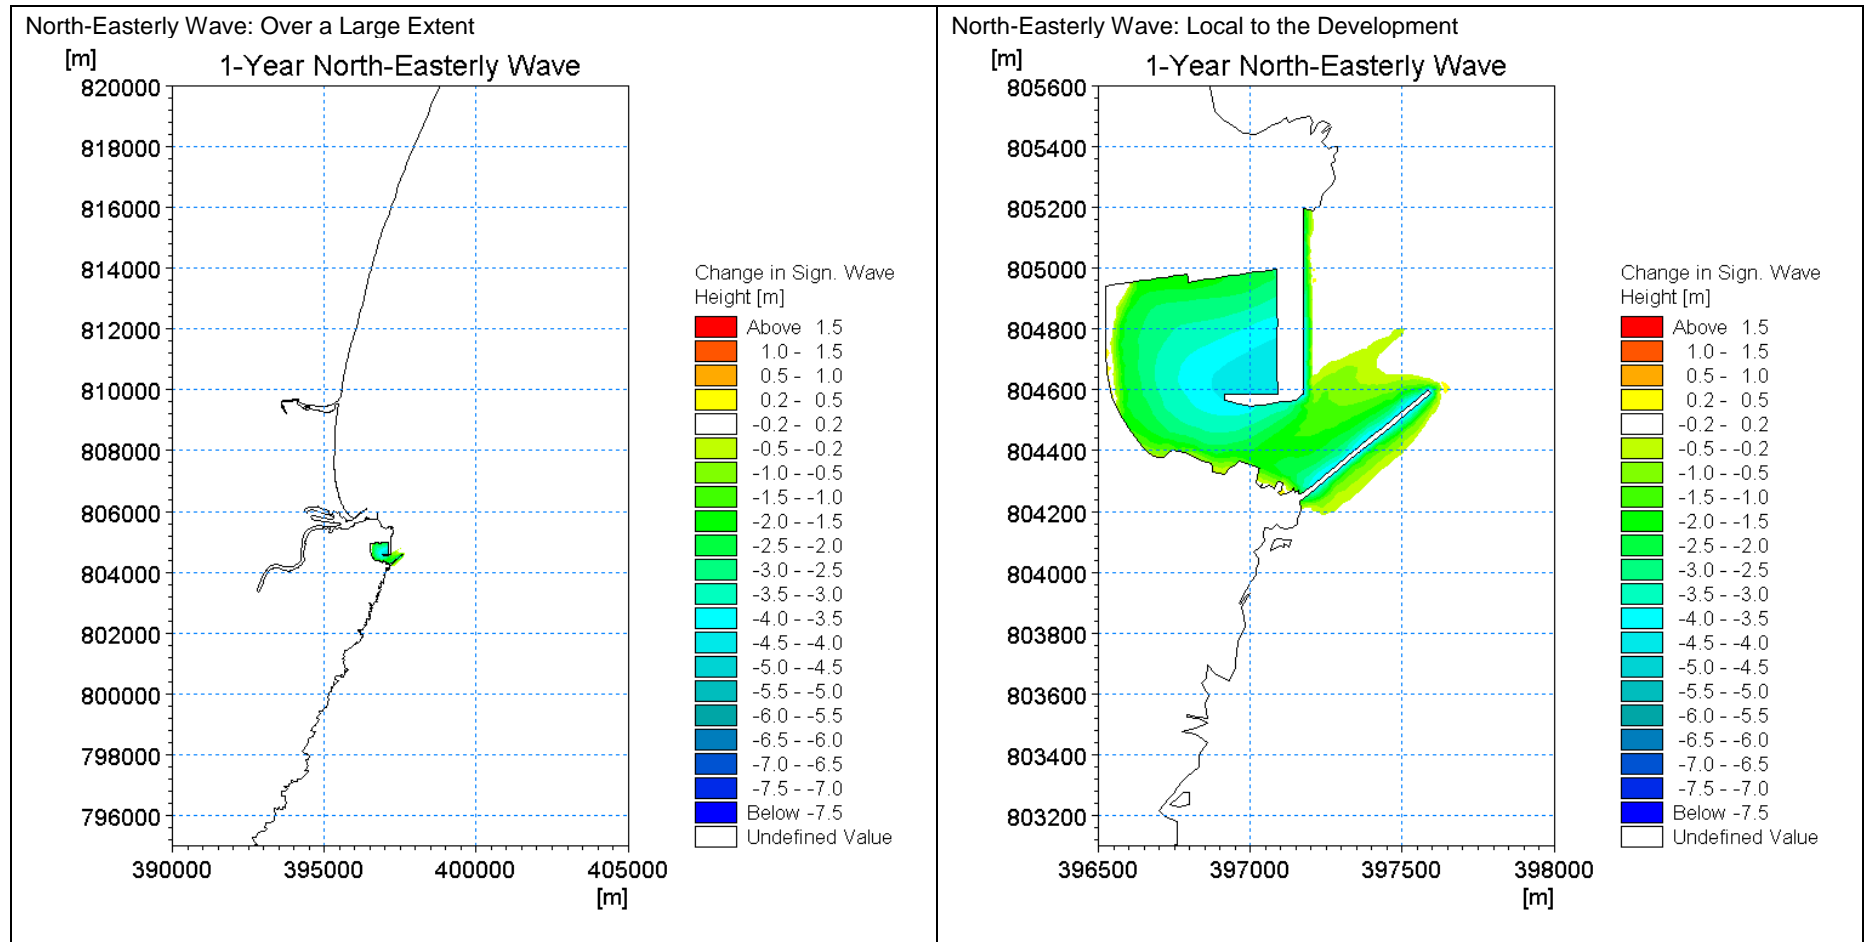 North-Easterly Wave: Over a Large Extent
[m]
1-Year North-Easterly Wave
820000
818000
816000
814000
812000
810000
808000
806000
804000
802000
800000
798000
796000
390000 395000 400000 405000
[m]
Change in Sign. Wave
Height [m]
Above 1.5
1.0 - 1.5
0.5 - 1.0
0.2 - 0.5
-0.2 - 0.2
-0.5 - -0.2
-1.0 - -0.5
-1.5 - -1.0
-2.0 - -1.5
-2.5 - -2.0
-3.0 - -2.5
-3.5 - -3.0
-4.0 - -3.5
-4.5 - -4.0
-5.0 - -4.5
-5.5 - -5.0
-6.0 - -5.5
-6.5 - -6.0
-7.0 - -6.5
-7.5 - -7.0
Below -7.5
Undefined Value
North-Easterly Wave: Local to the Development
[m]
1-Year North-Easterly Wave
805600
805400
805200
805000
804800
804600
804400
804200
804000
803800
803600
803400
803200
396500 397000 397500 398000
[m]
Change in Sign. Wave
Height [m]
Above 1.5
1.0 - 1.5
0.5 - 1.0
0.2 - 0.5
-0.2 - 0.2
-0.5 - -0.2
-1.0 - -0.5
-1.5 - -1.0
-2.0 - -1.5
-2.5 - -2.0
-3.0 - -2.5
-3.5 - -3.0
-4.0 - -3.5
-4.5 - -4.0
-5.0 - -4.5
-5.5 - -5.0
-6.0 - -5.5
-6.5 - -6.0
-7.0 - -6.5
-7.5 - -7.0
Below -7.5
Undefined Value